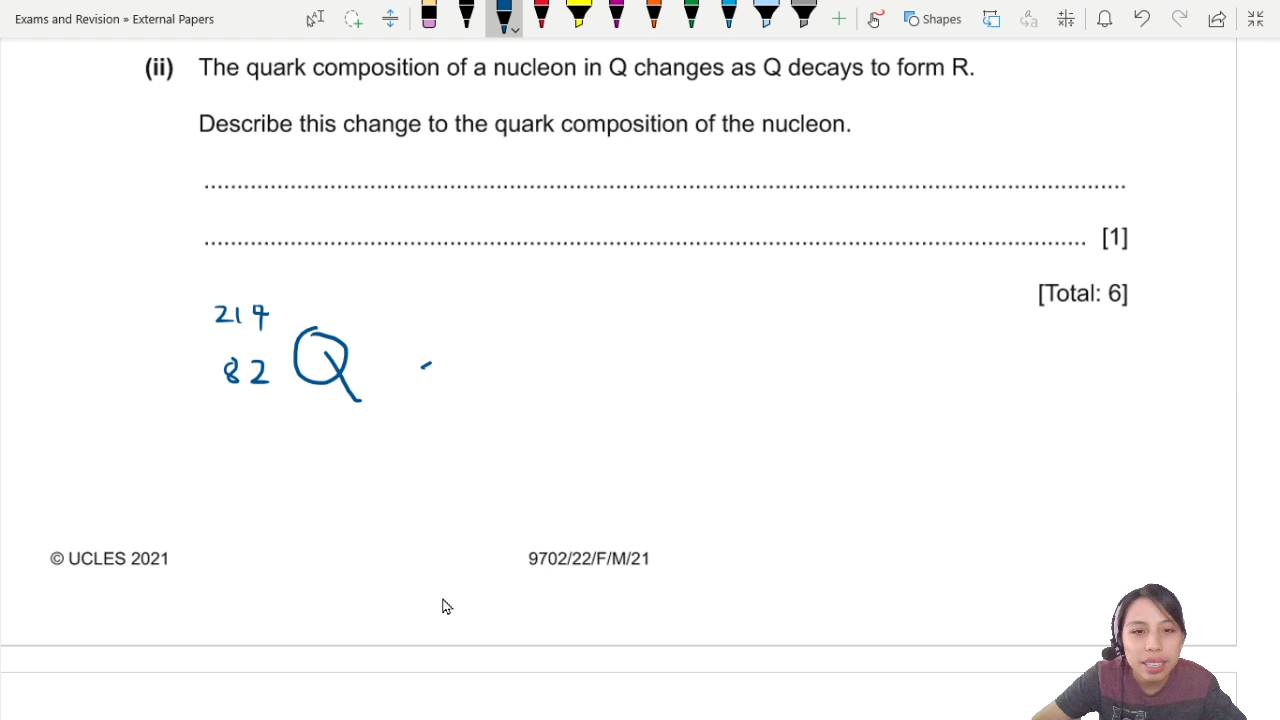 Exams and Revision » External Papers
Shapes
(ii) The quark composition of a nucleon in Q changes as Q decays to form R.
Describe this change to the quark composition of the nucleon.
[1]
[Total: 6]
214
82 Q
© UCLES 2021
9702/22/F/M/21